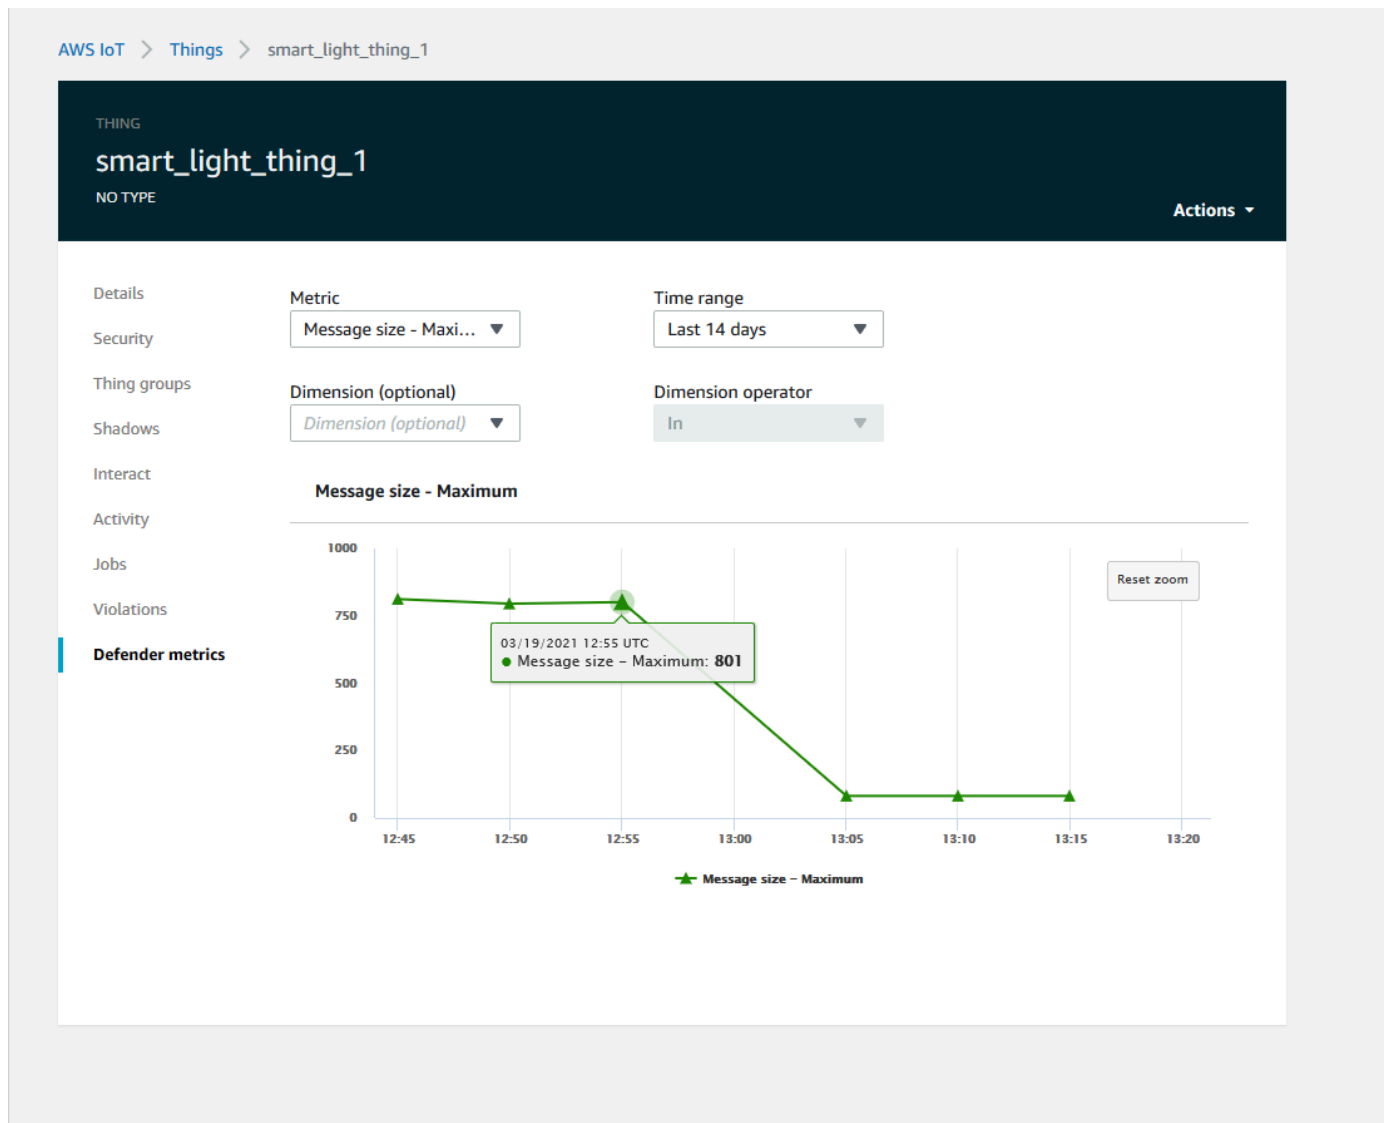 AWS IoT > Things > smart_light_thing_1
THING
smart_light_thing_1
NO TYPE
Actions
Details
Security
Thing groups
Shadows
Interact
Activity
Jobs
Violations
Defender metrics
Metric
Time range
Message size - Maxi...
Last 14 days
Dimension (optional)
Dimension operator
Dimension (optional)
In
Message size - Maximum
Reset zoom
1000
750
500
250
0
03/19/2021 12:55 UTC
Message size - Maximum: 801
12:45 12:50 12:55 13:00 13:05 13:10 13:15 13:20
Message size - Maximum